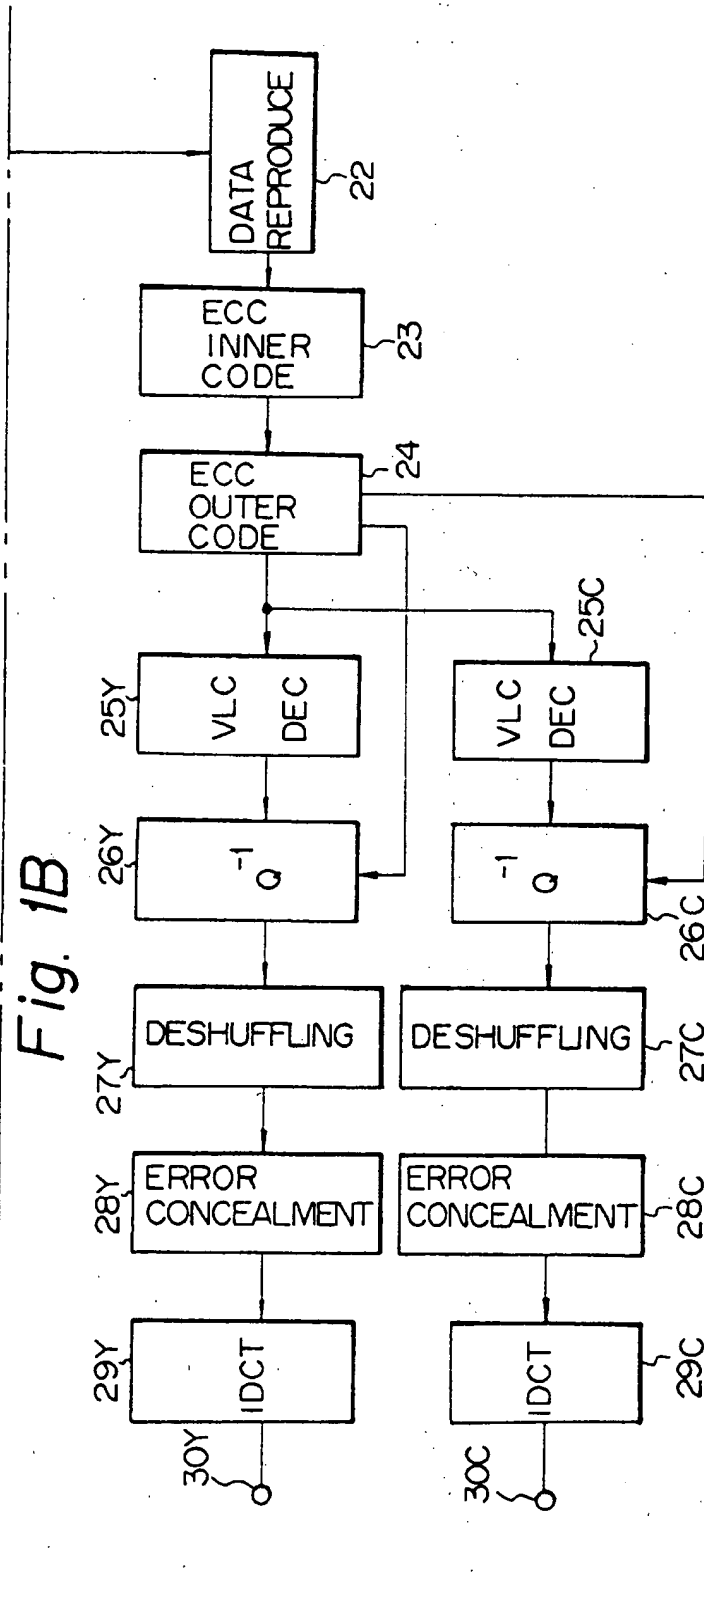 Fig. 1B
DATA
REPRODUCE
22
ECC
INNER
CODE
23
ECC
OUTER
CODE
24
25Y
VLC
DEC
VLC
DEC
25C
26Y
Q-1
Q-1
26C
27Y
DESHUFFLING
DESHUFFLING
27C
28Y
ERROR
CONCEALMENT
ERROR
CONCEALMENT
28C
29Y
IDCT
IDCT
29C
30Y
30C